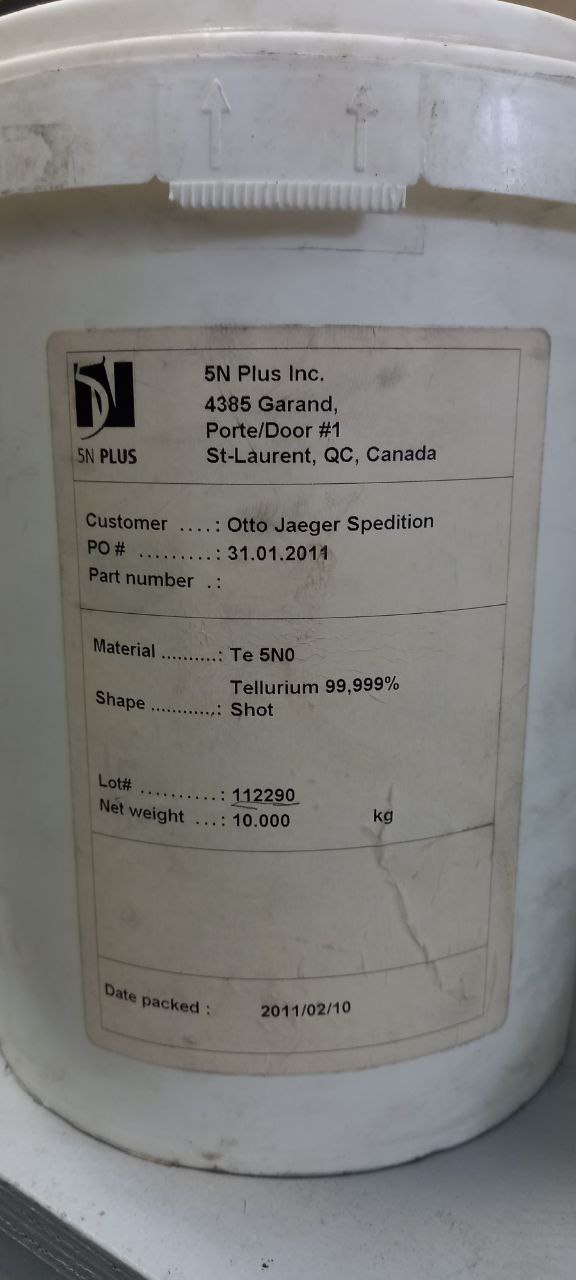 5N Plus Inc.
4385 Garand,
Porte/Door #1
St-Laurent, QC, Canada
5N PLUS
Customer ....: Otto Jaeger Spedition
PO # .........: 31.01.2011
Part number .:
Material ..........: Te 5N0
Tellurium 99,999%
Shape ............: Shot
Lot# ..........: 112290
Net weight ...: 10.000 kg
Date packed : 2011/02/10